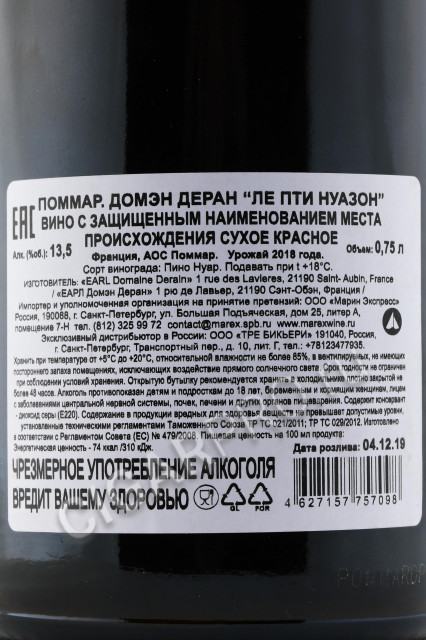 ЕАС
ПОММАР. ДОМЭН ДЕРАН "ЛЕ ПТИ НУАЗОН"
ВИНО С ЗАЩИЩЕННЫМ НАИМЕНОВАНИЕМ МЕСТА
Алк. (%об.): 13,5 ПРОИСХОЖДЕНИЯ СУХОЕ КРАСНОЕ Объем: 0,75 л
Франция, АОС Поммар. Урожай 2018 года.
Сорт винограда: Пино Нуар. Подавать при t +18°С.
Изготовитель: «EARL Domaine Derain» 1 rue des Lavieres, 21190 Saint- Aubin, France
/ «ЕАРЛ Домэн Деран» 1 рю де Лавьер, 21190 Сэнт-Обэн, Франция /
Импортер и уполномочена организация на принятие претензий: ООО «Марин Экспресс»
Россия, 190068, г. Санкт-Петербург, ул. Большая Подъяческая, дом 25, литер А,
помещение 7-Н тел. (812) 325 99 72 contact@marex.spb.ru www.marexwine.ru
Эксклюзивный дистрибьютор в России: ООО "ТРЕ БИКЬЕРИ" 191040, Россия,
г. Санкт-Петербург, Транспортный пер., д. 10, лит. Г, тел.: +78123477935.
Хранить при температуре от +5°С до +20°С, относительной влажности не более 85%, в вентилируемых, не имеющих
постороннего запаха помещениях, исключающих воздействие прямого солнечного света. Срок годности не ограничен
при соблюдении условий хранения. Открытую бутылку рекомендуется хранить в холодильнике плотно закрытой не
более 48 часов. Алкоголь противопоказан детям и подросткам до 18 лет, беременным и кормящим женщинам, лицам
с заболеваниями центральной нервной системы, почек, печени и других органов пищеварения. Содержит консервант
- диоксид серы (Е220). Содержание в продукции вредных для здоровья веществ не превышает допустимые уровни,
установленные техническими регламентами Таможенного Союза ТР ТС 021/2011; ТР ТС 029/2012. Изготовлено
в соответствии с Регламентом Совета (ЕС) № 479/2008. Пищевая ценность на 100 мл продукта:
Энергетическая ценность - 74 ккал /310 кДж. Дата розлива: 04.12.19
ЧРЕЗМЕРНОЕ УПОТРЕБЛЕНИЕ АЛКОГОЛЯ
ВРЕДИТ ВАШЕМУ ЗДОРОВЬЮ
GL FOR
4 627157 757098